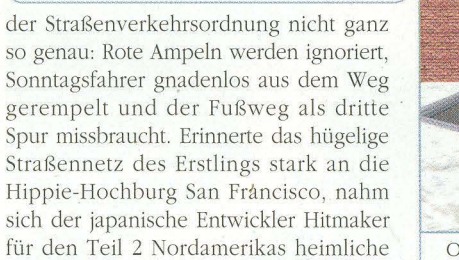 der Straßenverkehrsordnung nicht ganz
so genau: Rote Ampeln werden ignoriert,
Sonntagsfahrer gnadenlos aus dem Weg
gerempelt und der Fußweg als dritte
Spur missbraucht. Erinnerte das hügelige
Straßennetz des Erstlings stark an die
Hippie-Hochburg San Francisco, nahm
sich der japanische Entwickler Hitmaker
für den Teil 2 Nordamerikas heimliche